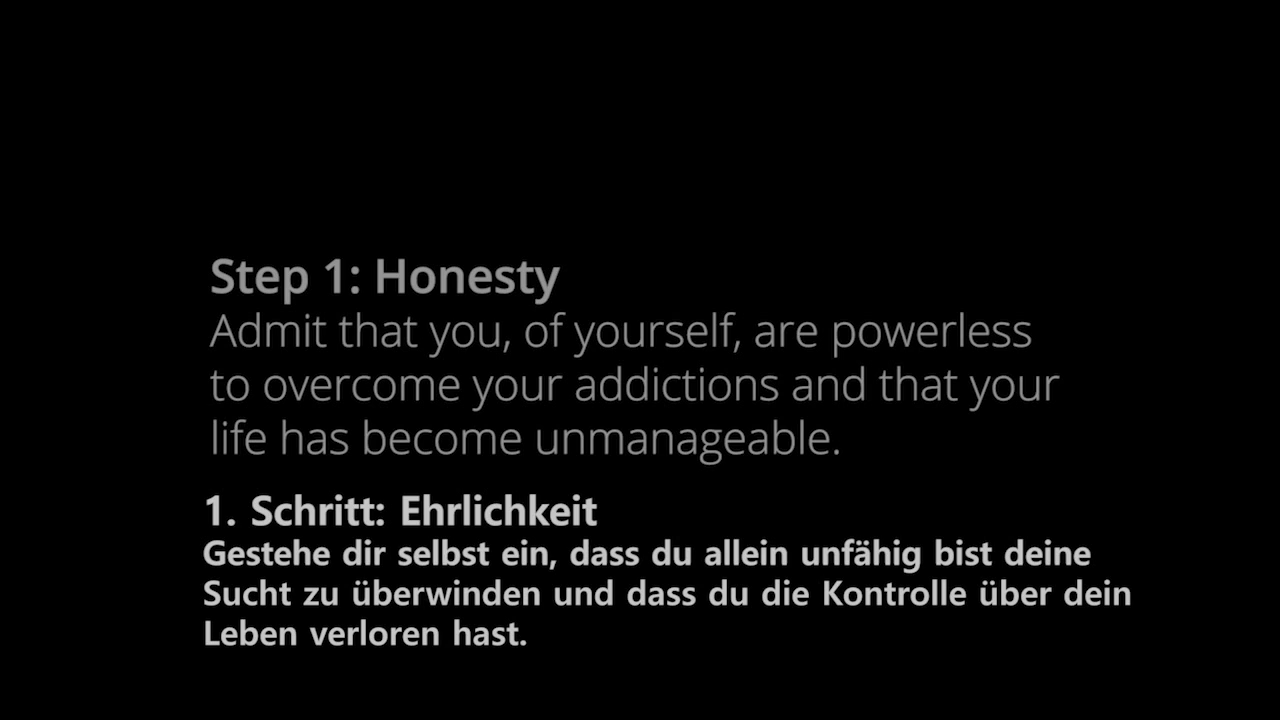 Step 1: Honesty
Admit that you, of yourself, are powerless
to overcome your addictions and that your
life has become unmanageable.
1. Schritt: Ehrlichkeit
Gestehe dir selbst ein, dass du allein unfähig bist deine
Sucht zu überwinden und dass du die Kontrolle über dein
Leben verloren hast.